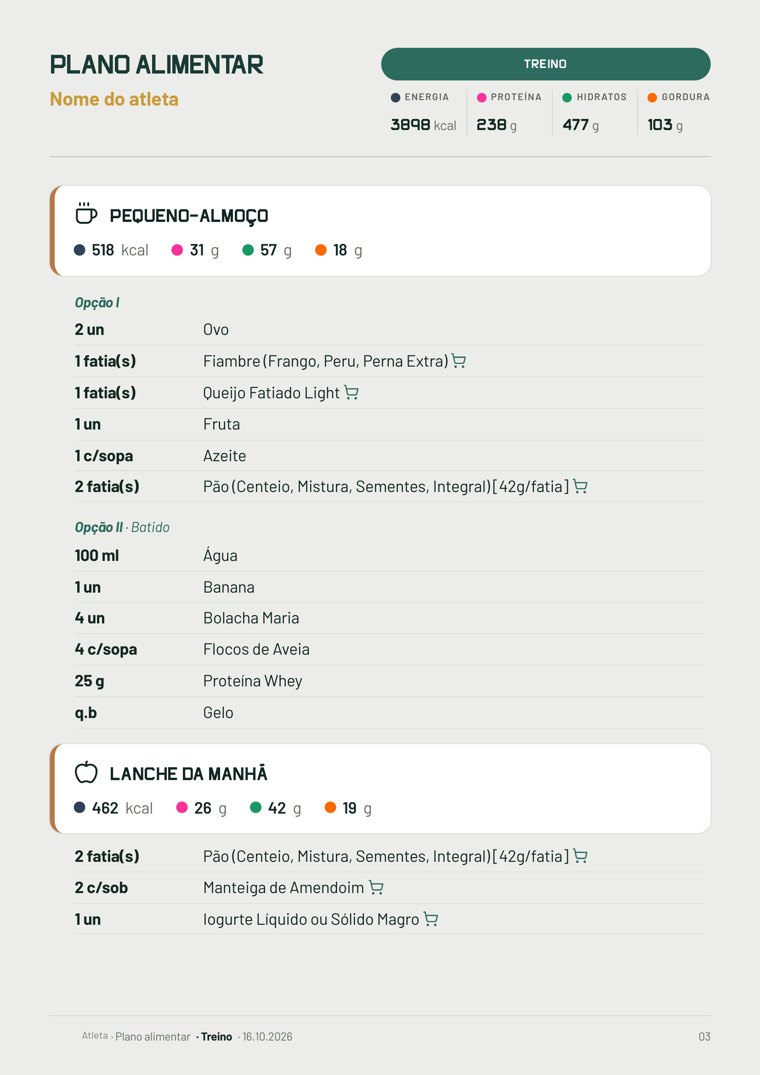 PLANO ALIMENTAR
Nome do atleta
TREINO
ENERGIA PROTEÍNA HIDRATOS GORDURA
3898 kcal 238 g 477 g 103 g
PEQUENO-ALMOÇO
518 kcal 31 g 57 g 18 g
Opção I
2 un Ovo
1 fatia(s) Fiambre (Frango, Peru, Perna Extra)
1 fatia(s) Queijo Fatiado Light
1 un Fruta
1 c/sopa Azeite
2 fatia(s) Pão (Centeio, Mistura, Sementes, Integral) [42g/fatia]
Opção II · Batido
100 ml Água
1 un Banana
4 un Bolacha Maria
4 c/sopa Flocos de Aveia
25 g Proteína Whey
q.b Gelo
LANCHE DA MANHÃ
462 kcal 26 g 42 g 19 g
2 fatia(s) Pão (Centeio, Mistura, Sementes, Integral) [42g/fatia]
2 c/sob Manteiga de Amendoim
1 un Iogurte Líquido ou Sólido Magro
Atleta · Plano alimentar · Treino · 16.10.2026 03